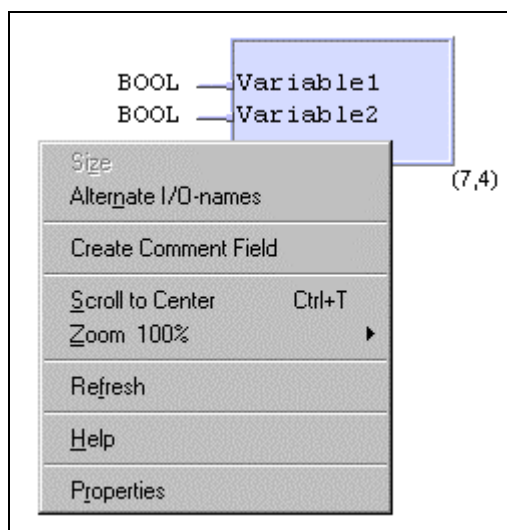 BOOL Variable1
BOOL Variable2
(7,4)
Size
Alternate I/O-names
Create Comment Field
Scroll to Center Ctrl+T
Zoom 100%
Refresh
Help
Properties